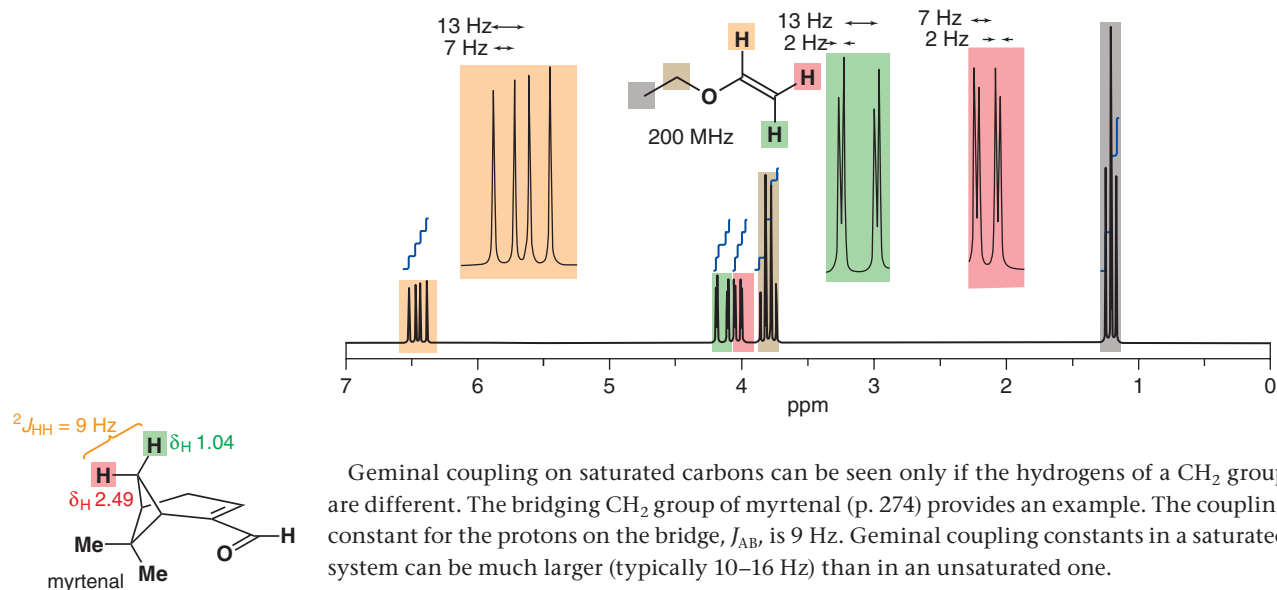 13 Hz
7 Hz
H
H
O
H
200 MHz
13 Hz
2 Hz
7 Hz
2 Hz
7 6 5 4 3 2 1 0
ppm
²J_HH = 9 Hz
H δH 1.04
H
δH 2.49
Me
Me
O
H
myrtenal
Geminal coupling on saturated carbons can be seen only if the hydrogens of a CH₂ group
are different. The bridging CH₂ group of myrtenal (p. 274) provides an example. The coupling
constant for the protons on the bridge, J_AB, is 9 Hz. Geminal coupling constants in a saturated
system can be much larger (typically 10–16 Hz) than in an unsaturated one.